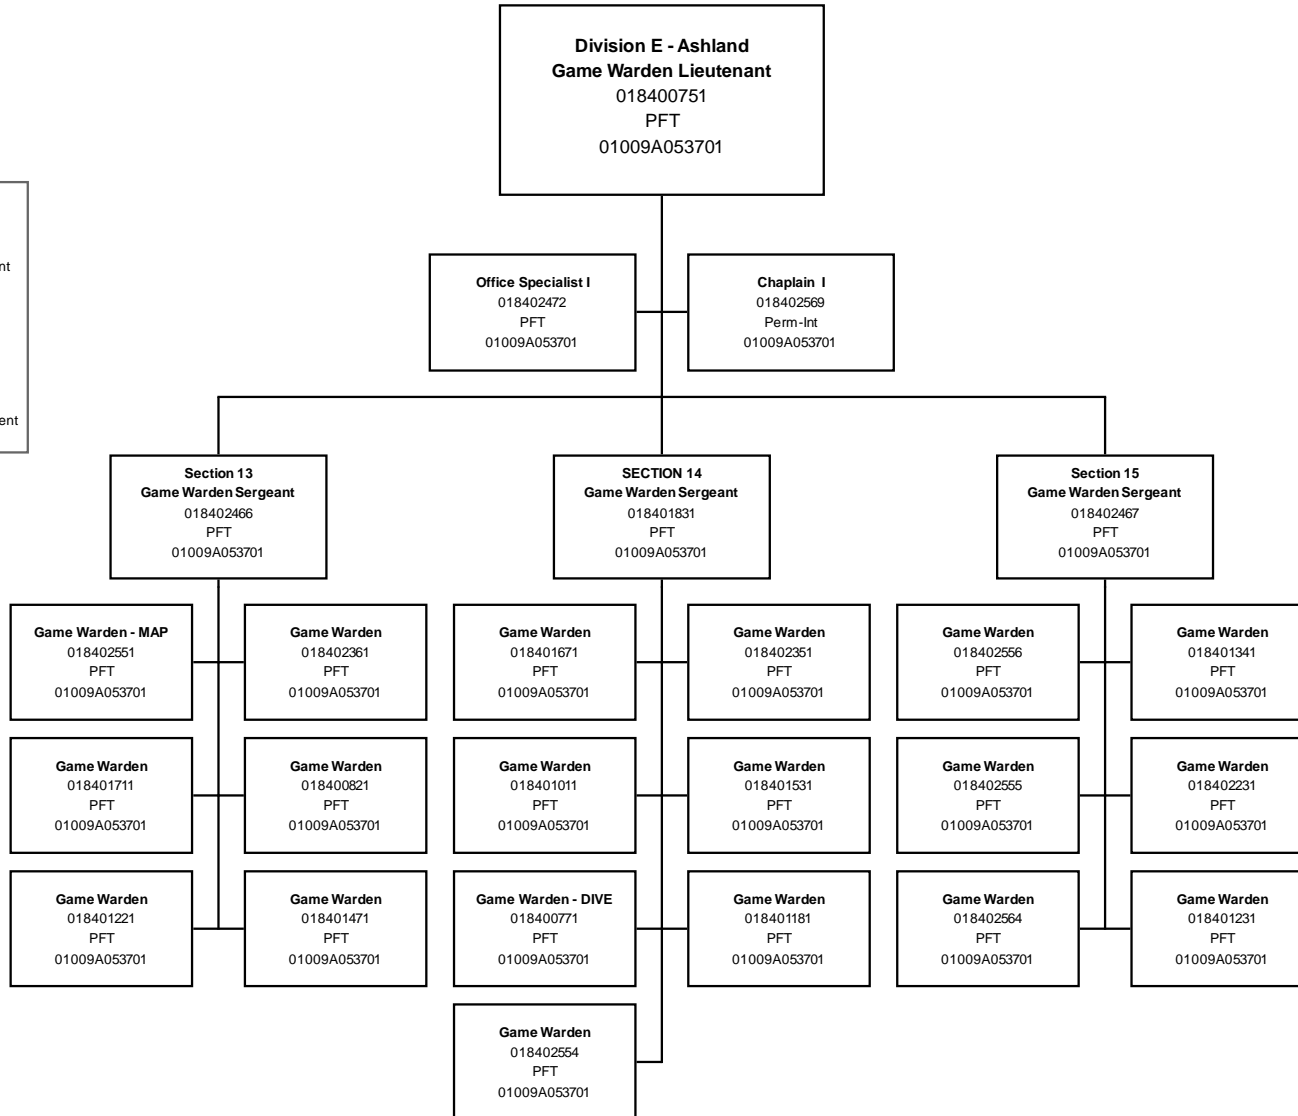 Division E - Ashland
Game Warden Lieutenant
018400751
PFT
01009A053701
nt
ent
Office Specialist I
018402472
PFT
01009A053701
Chaplain I
018402569
Perm-Int
01009A053701
Section 13
Game Warden Sergeant
018402466
PFT
01009A053701
SECTION 14
Game Warden Sergeant
018401831
PFT
01009A053701
Section 15
Game Warden Sergeant
018402467
PFT
01009A053701
Game Warden - MAP
018402551
PFT
01009A053701
Game Warden
018402361
PFT
01009A053701
Game Warden
018401671
PFT
01009A053701
Game Warden
018402351
PFT
01009A053701
Game Warden
018402556
PFT
01009A053701
Game Warden
018401341
PFT
01009A053701
Game Warden
018401711
PFT
01009A053701
Game Warden
018400821
PFT
01009A053701
Game Warden
018401011
PFT
01009A053701
Game Warden
018401531
PFT
01009A053701
Game Warden
018402555
PFT
01009A053701
Game Warden
018402231
PFT
01009A053701
Game Warden
018401221
PFT
01009A053701
Game Warden
018401471
PFT
01009A053701
Game Warden - DIVE
018400771
PFT
01009A053701
Game Warden
018401181
PFT
01009A053701
Game Warden
018402564
PFT
01009A053701
Game Warden
018401231
PFT
01009A053701
Game Warden
018402554
PFT
01009A053701